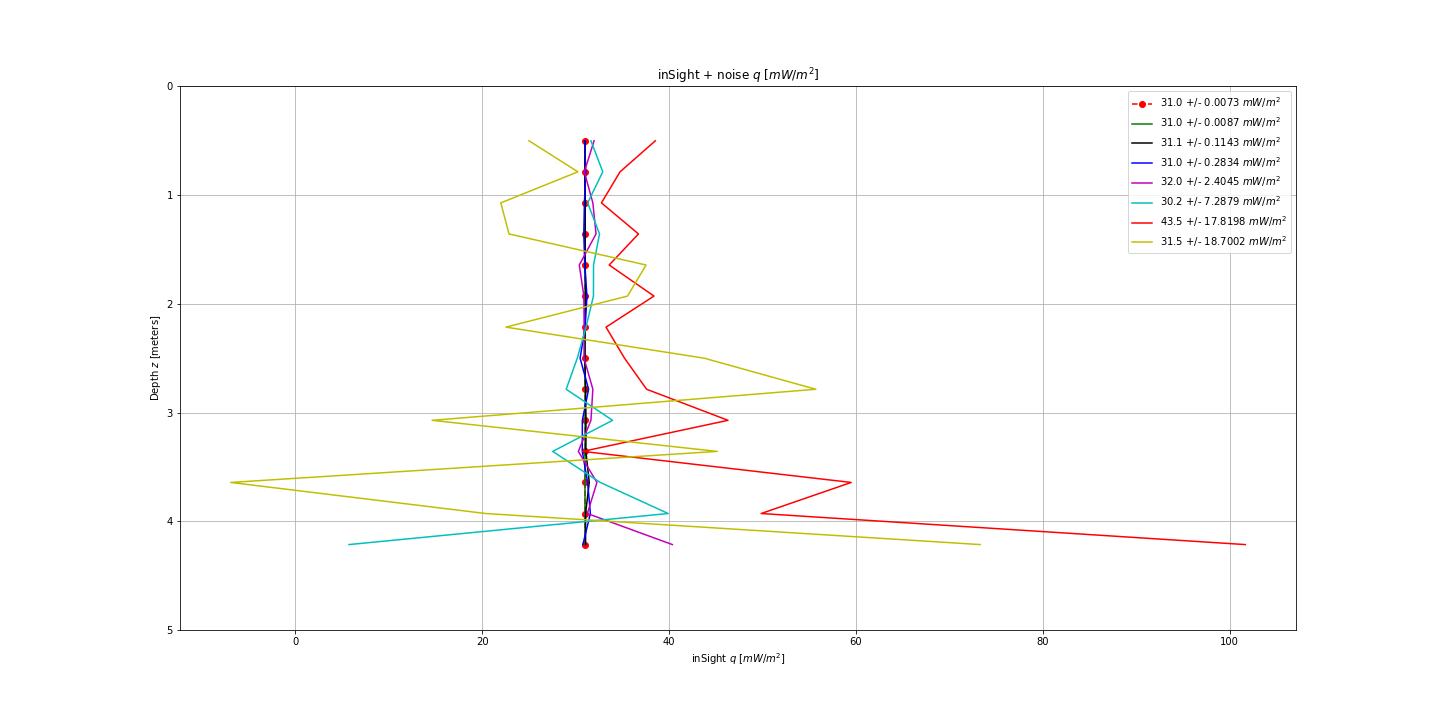 inSight + noise q [mW/m²]
31.0 +/- 0.0073 mW/m²
31.0 +/- 0.0087 mW/m²
31.1 +/- 0.1143 mW/m²
31.0 +/- 0.2834 mW/m²
32.0 +/- 2.4045 mW/m²
30.2 +/- 7.2879 mW/m²
43.5 +/- 17.8198 mW/m²
31.5 +/- 18.7002 mW/m²
Depth z [meters]
0
1
2
3
4
5
0 20 40 60 80 100
inSight q [mW/m²]